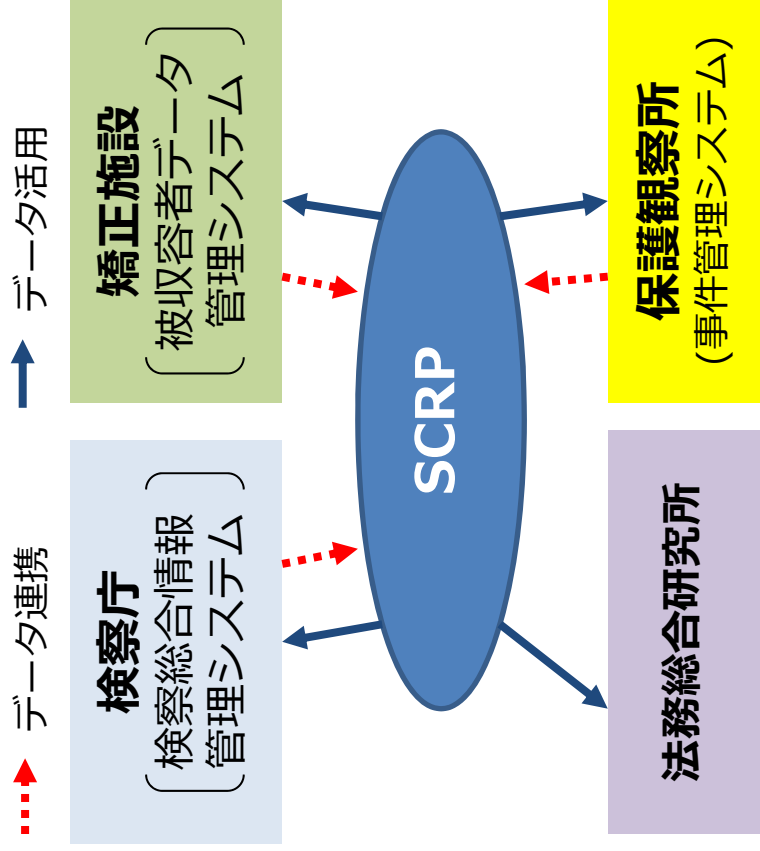 データ連携
データ活用
検察庁
検察総合情報
管理システム
矯正施設
被収容者データ
管理システム
SCRP
法務総合研究所
保護観察所
(事件管理システム)